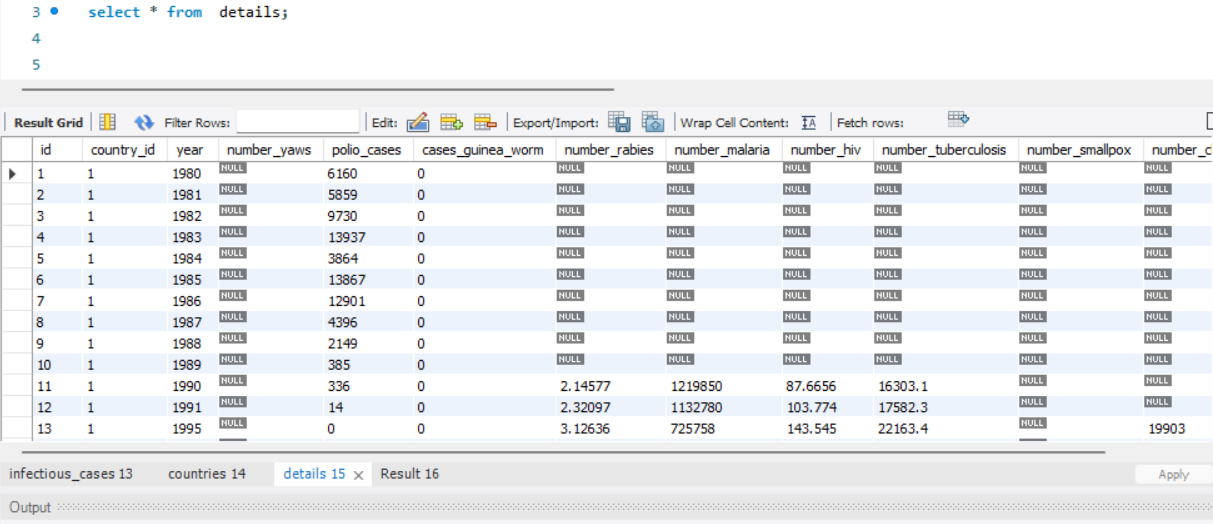 3 select * from details;
4
5
Result Grid Filter Rows: Edit: Export/Import: Wrap Cell Content: IA Fetch rows:
id country_id year number_yaws polio_cases cases_guinea_worm number_rabies number_malaria number_hiv number_tuberculosis number_smallpox
1 1 1980 NULL 6160 0 NULL NULL NULL NULL NULL NULL
2 1 1981 NULL 5859 0 NULL NULL NULL NULL NULL NULL
3 1 1982 NULL 9730 0 NULL NULL NULL NULL NULL NULL
4 1 1983 NULL 13937 0 NULL NULL NULL NULL NULL NULL
5 1 1984 NULL 3864 0 NULL NULL NULL NULL NULL NULL
6 1 1985 NULL 13867 0 NULL NULL NULL NULL NULL NULL
7 1 1986 NULL 12901 0 NULL NULL NULL NULL NULL NULL
8 1 1987 NULL 4396 0 NULL NULL NULL NULL NULL NULL
9 1 1988 NULL 2149 0 NULL NULL NULL NULL NULL NULL
10 1 1989 NULL 385 0 NULL NULL NULL NULL NULL NULL
11 1 1990 NULL 336 0 2.14577 1219850 87.6656 16303.1 NULL NULL
12 1 1991 NULL 14 0 2.32097 1132780 103.774 17582.3 NULL NULL
13 1 1995 NULL 0 0 3.12636 725758 143.545 22163.4 NULL 19903
infectious_cases 13 countries 14 details 15 Result 16 Apply
Output